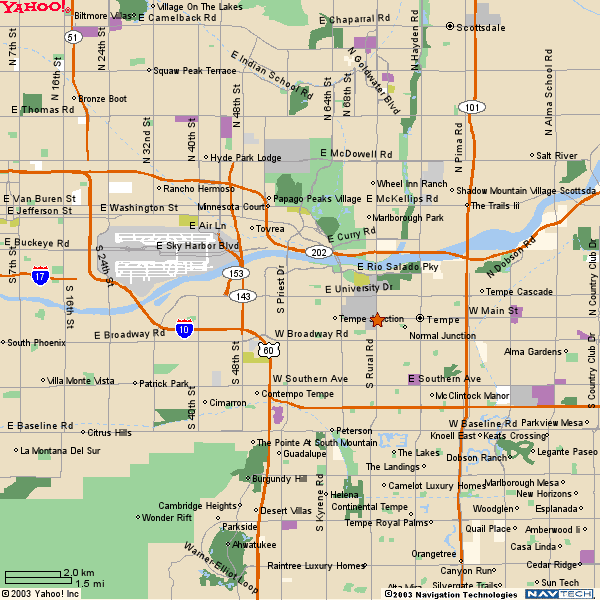 YAHOO!
Village On The Lakes
Biltmore Villas
E Camelback Rd
E Chaparral Rd
Scottsdale
N 7th St
N 16th St
51
N 24th St
N 32nd St
N 40th St
N 48th St
E Indian School Rd
N Goldwater Blvd
N 64th St
N 68th St
N Hayden Rd
N Pima Rd
101
N Alma School Rd
Squaw Peak Terrace
Bronze Boot
E Thomas Rd
Hyde Park Lodge
E McDowell Rd
Salt River
Rancho Hermoso
Wheel Inn Ranch
E McKellips Rd
Shadow Mountain Village Scottsda
E Van Buren St
E Jefferson St
E Washington St
Minnesota Court
Papago Peaks Village
Marlborough Park
The Trails Iii
E Air Ln
Tovrea
E Curry Rd
E Buckeye Rd
E Sky Harbor Blvd
202
N Dobson Rd
S 7th St
17
S 16th St
S 24th St
153
143
S Priest Dr
E Rio Salado Pky
E University Dr
Tempe Cascade
N Country Club Dr
E Broadway Rd
10
W Broadway Rd
Tempe
W Main St
Normal Junction
South Phoenix
60
S Rural Rd
Alma Gardens
Villa Monte Vista
Patrick Park
S 40th St
S 48th St
W Southern Ave
E Southern Ave
S Country Club Dr
Cimarron
Contempo Tempe
McClintock Manor
E Baseline Rd
Citrus Hills
Peterson
W Baseline Rd
Parkview Mesa
Knoell East
Keats Crossing
La Montana Del Sur
The Pointe At South Mountain
Guadalupe
The Lakes
Dobson Ranch
Legante Paseo
The Landings
Burgundy Hill
S Kyrene Rd
Helena
Camelot Luxury Homes
Marlborough Mesa
New Horizons
Cambridge Heights
Desert Villas
Continental Tempe
Woodglen
Esplanada
Wonder Rift
Parkside
Tempe Royal Palms
Quail Place
Amberwood Ii
Ahwatukee
Casa Linda
Warner Elliot Loop
Orangetree
Raintree Luxury Homes
Canyon Run
Cedar Ridge
Alta Mira
Silvergate Trails
Sun Tech
2.0 km
1.5 mi
©2003 Yahoo! Inc
©2003 Navigation Technologies
NAVTECH